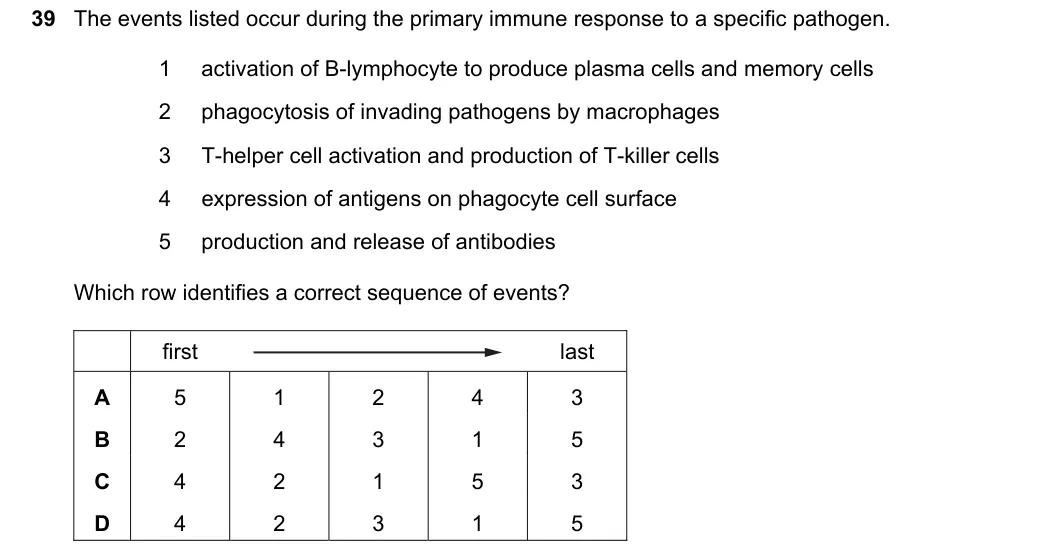 39 The events listed occur during the primary immune response to a specific pathogen.
1 activation of B-lymphocyte to produce plasma cells and memory cells
2 phagocytosis of invading pathogens by macrophages
3 T-helper cell activation and production of T-killer cells
4 expression of antigens on phagocyte cell surface
5 production and release of antibodies
Which row identifies a correct sequence of events?
first last
A 5 1 2 4 3
B 2 4 3 1 5
C 4 2 1 5 3
D 4 2 3 1 5